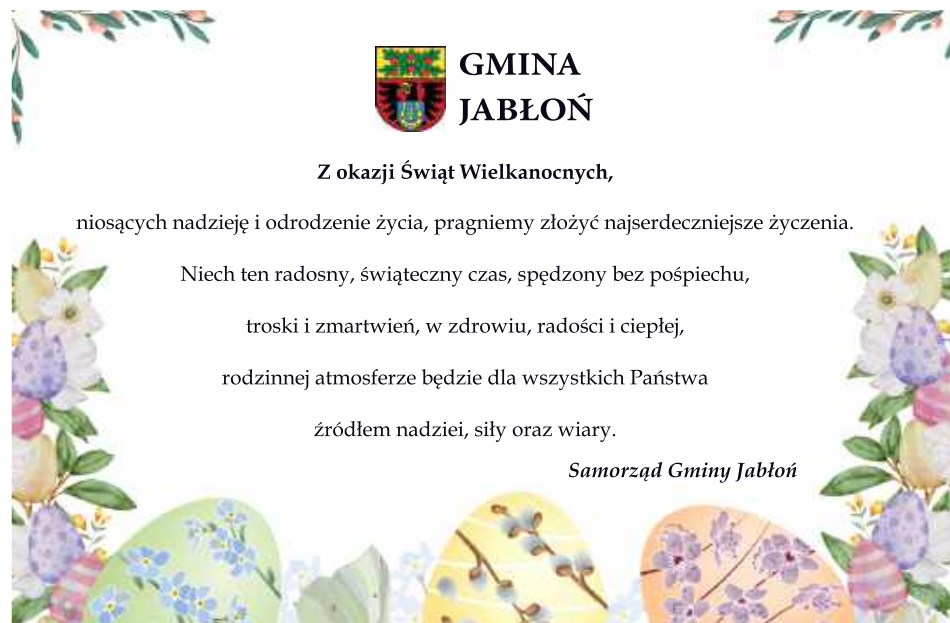 GMINA
JABŁOŃ
Z okazji Świąt Wielkanocnych,
niosących nadzieję i odrodzenie życia, pragniemy złożyć najserdeczniejsze życzenia.
Niech ten radosny, świąteczny czas, spędzony bez pośpiechu,
troski i zmartwień, w zdrowiu, radości i ciepłej,
rodzinnej atmosferze będzie dla wszystkich Państwa
źródłem nadziei, siły oraz wiary.
Samorząd Gminy Jabłoń